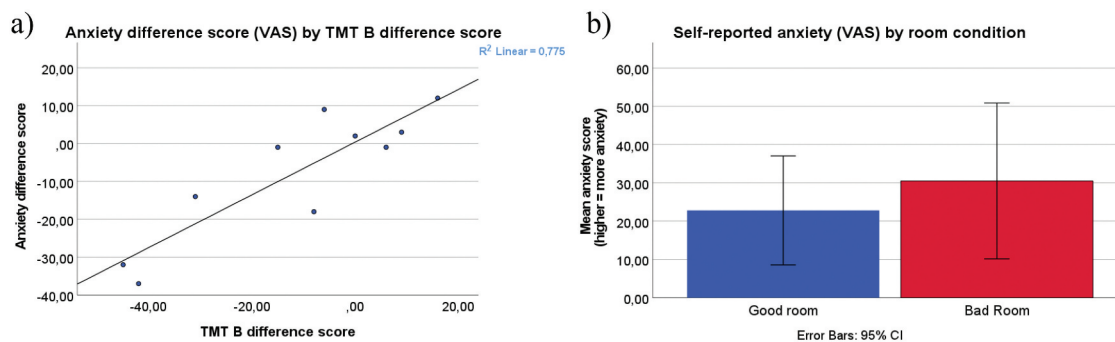 a)
Anxiety difference score (VAS) by TMT B difference score
R² Linear = 0,775
Anxiety difference score
20,00
10,00
,00
-10,00
-20,00
-30,00
-40,00
-40,00
-20,00
,00
20,00
TMT B difference score
b)
Self-reported anxiety (VAS) by room condition
Mean anxiety score
(higher = more anxiety)
60,00
50,00
40,00
30,00
20,00
10,00
0,00
Good room
Bad Room
Error Bars: 95% CI